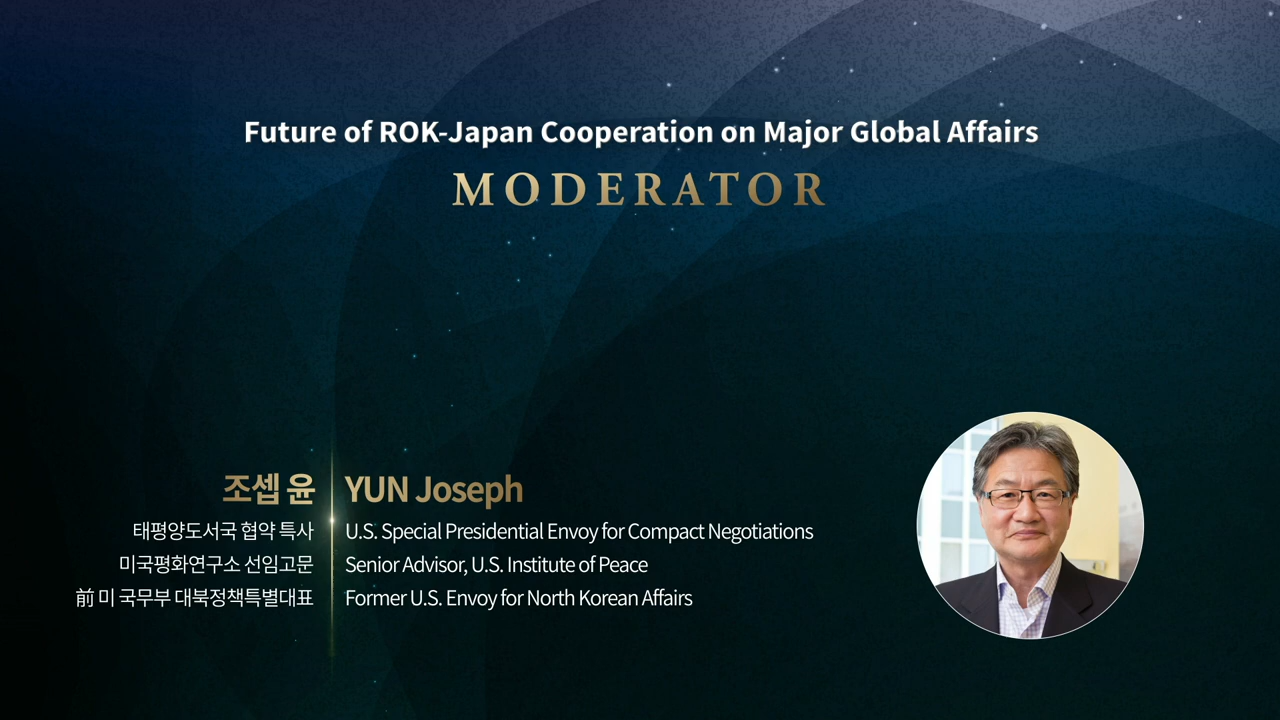 Future of ROK-Japan Cooperation on Major Global Affairs
MODERATOR
조셉 윤
태평양도서국 협약 특사
미국평화연구소 선임고문
前 미 국무부 대북정책특별대표
YUN Joseph
U.S. Special Presidential Envoy for Compact Negotiations
Senior Advisor, U.S. Institute of Peace
Former U.S. Envoy for North Korean Affairs